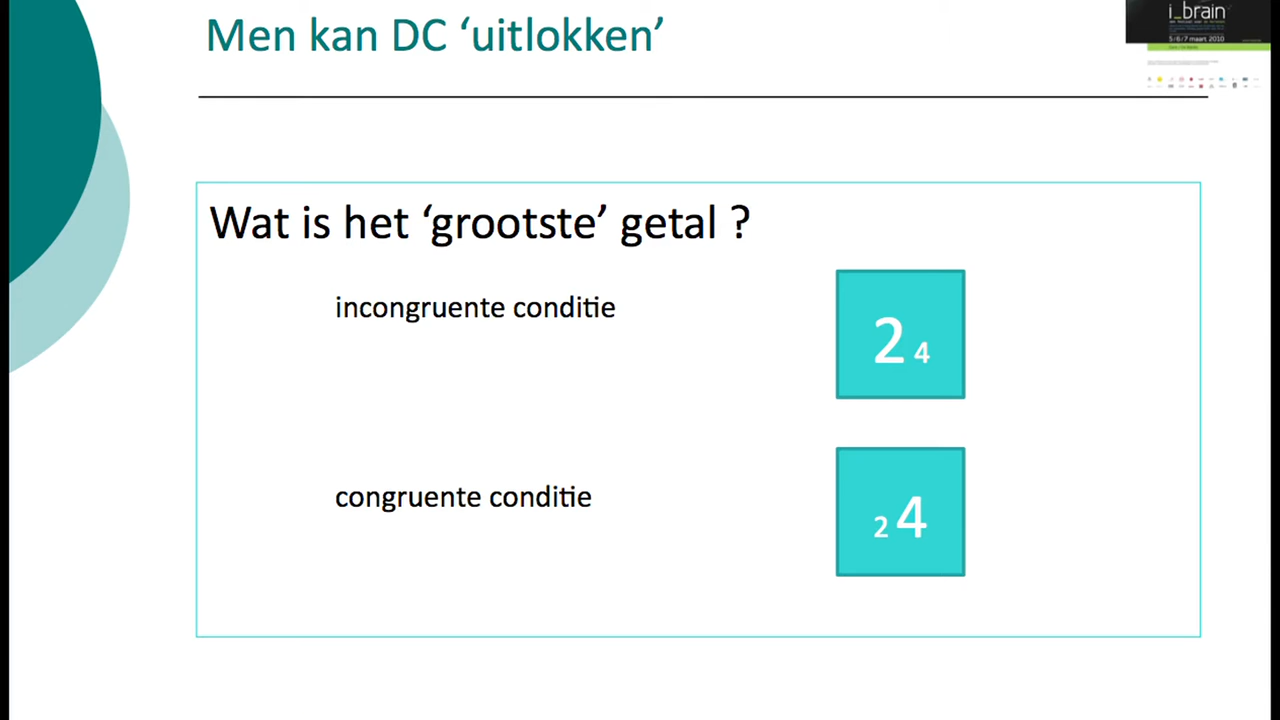 Men kan DC ‘uitlokken’
i_brain
5/6/7 maart 2010
Wat is het ‘grootste’ getal ?
incongruente conditie
2 4
congruente conditie
2 4